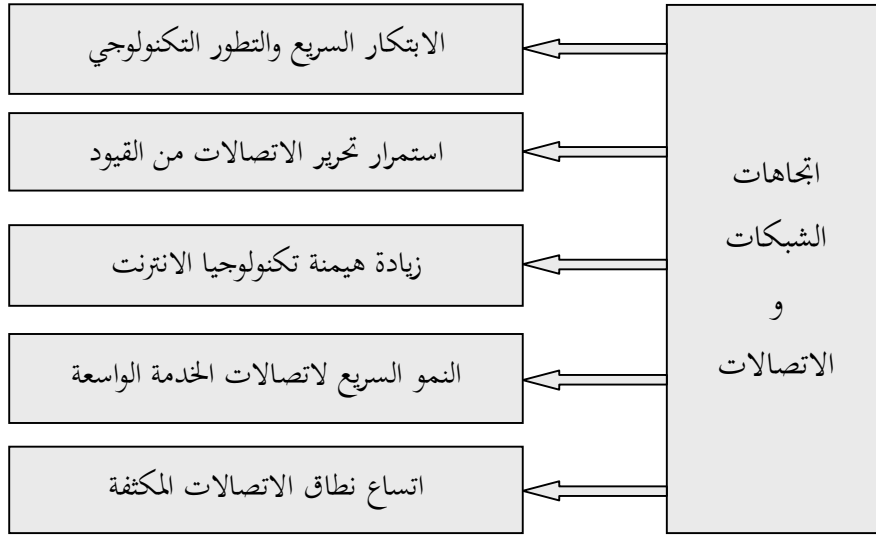 اتجاهات
الشبكات
و
الاتصالات
الابتكار السريع والتطور التكنولوجي
استمرار تحرير الاتصالات من القيود
زيادة هيمنة تكنولوجيا الانترنت
النمو السريع لاتصالات الخدمة الواسعة
اتساع نطاق الاتصالات المكثفة